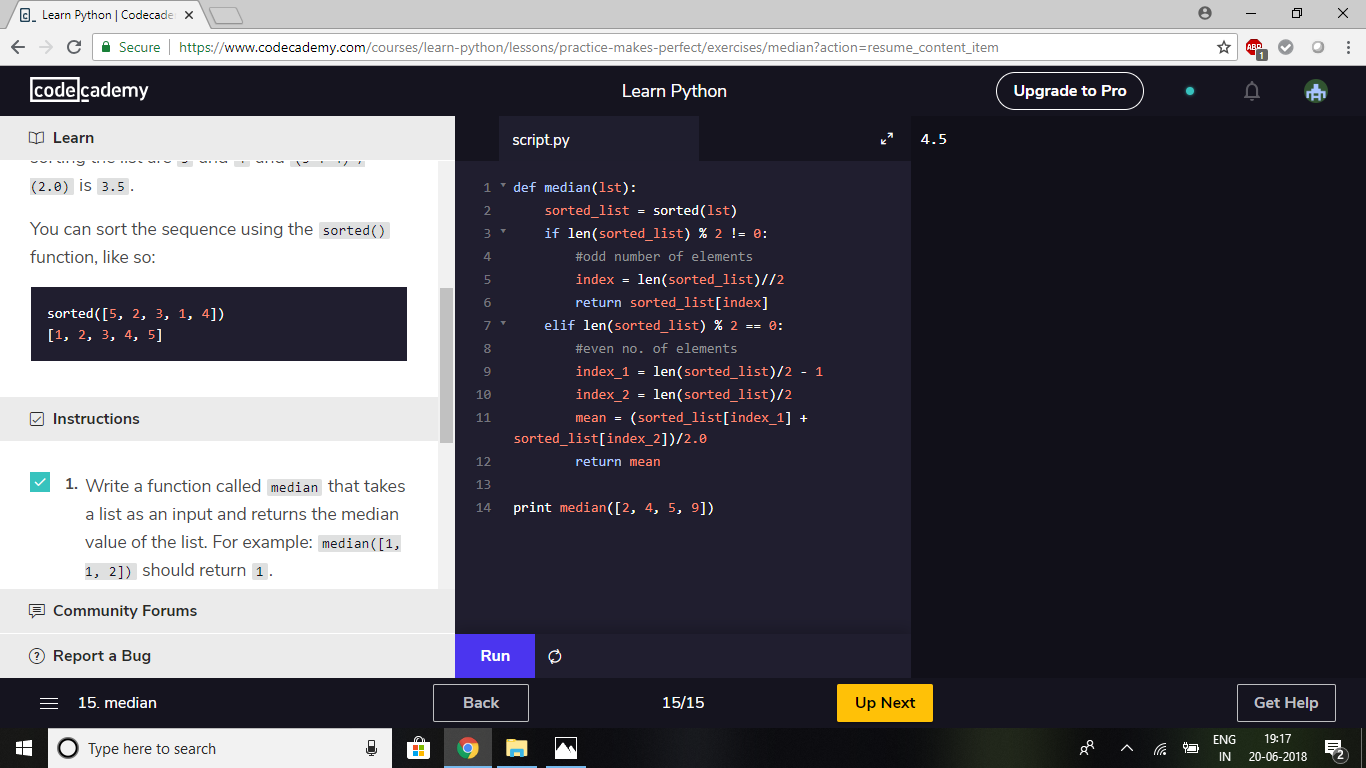 Learn Python | Codecade
Secure
https://www.codecademy.com/courses/learn-python/lessons/practice-makes-perfect/exercises/median?action=resume_content_item
ABP
1
codecademy
Learn Python
Upgrade to Pro
Learn
sorting the list are and and
(2.0) is 3.5 .
You can sort the sequence using the sorted()
function, like so:
sorted([5, 2, 3, 1, 4])
[1, 2, 3, 4, 5]
Instructions
1. Write a function called median that takes
a list as an input and returns the median
value of the list. For example: median([1,
1, 2]) should return 1 .
Community Forums
? Report a Bug
script.py
1 def median(lst):
2 sorted_list = sorted(lst)
3 if len(sorted_list) % 2 != 0:
4 #odd number of elements
5 index = len(sorted_list)//2
6 return sorted_list[index]
7 elif len(sorted_list) % 2 == 0:
8 #even no. of elements
9 index_1 = len(sorted_list)/2 - 1
10 index_2 = len(sorted_list)/2
11 mean = (sorted_list[index_1] +
sorted_list[index_2])/2.0
12 return mean
13
14 print median([2, 4, 5, 9])
4.5
Run
15. median
Back
15/15
Up Next
Get Help
Type here to search
ENG
IN
19:17
20-06-2018
2